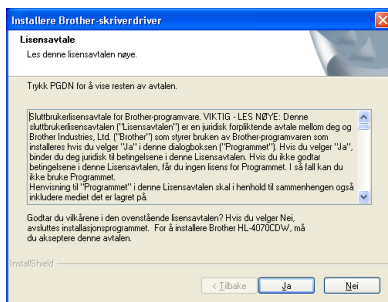 Installere Brother-skriverdriver
Lisensavtale
Les denne lisensavtalen nøye.
Trykk PGDN for å vise resten av avtalen.
Sluttbrukerlisensavtale for Brother-programvare. VIKTIG - LES NØYE: Denne
sluttbrukerlisensavtalen ("Lisensavtalen") er en juridisk forpliktende avtale mellom deg og
Brother Industries, Ltd. ("Brother") som styrer bruken av Brother-programvaren som
installeres hvis du velger "Ja" i denne dialogboksen ("Programmet"). Hvis du velger "Ja",
binder du deg juridisk til betingelsene i denne Lisensavtalen. Hvis du ikke godtar
betingelsene i denne Lisensavtalen, får du ingen lisens for Programmet. I så fall kan du
ikke bruke Programmet.
Henvisning til "Programmet" i denne Lisensavtalen skal i henhold til sammenhengen også
inkludere mediet det er lagret på.
Godtar du vilkårene i den ovenstående lisensavtalen? Hvis du velger Nei,
avsluttes installasjonsprogrammet. For å installere Brother HL-4070CDW, må
du akseptere denne avtalen.
InstallShield
< Tilbake
Ja
Nei